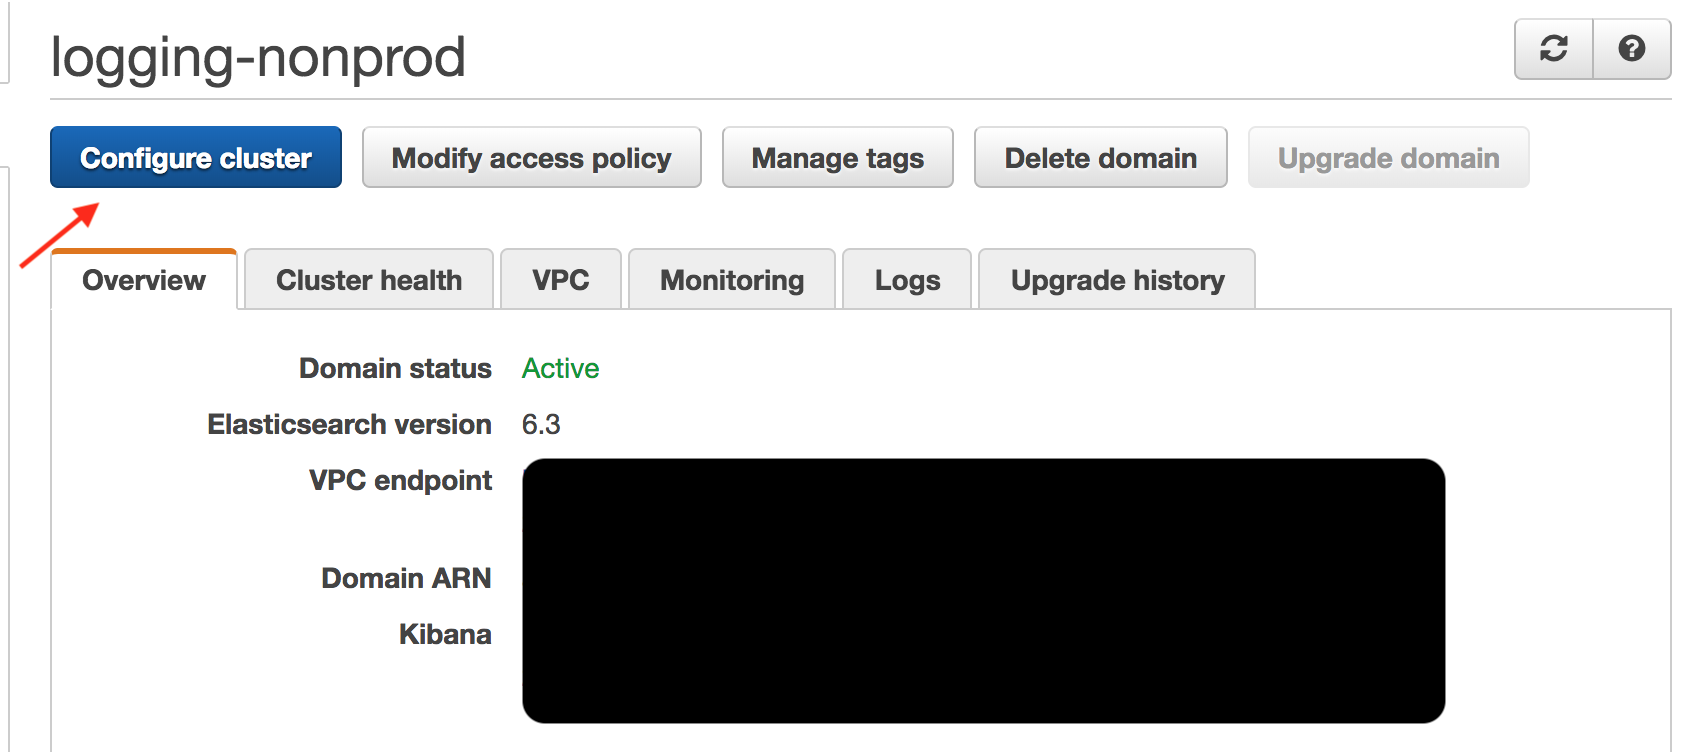 logging-nonprod
Configure cluster Modify access policy Manage tags Delete domain Upgrade domain
Overview Cluster health VPC Monitoring Logs Upgrade history
Domain status Active
Elasticsearch version 6.3
VPC endpoint
Domain ARN
Kibana